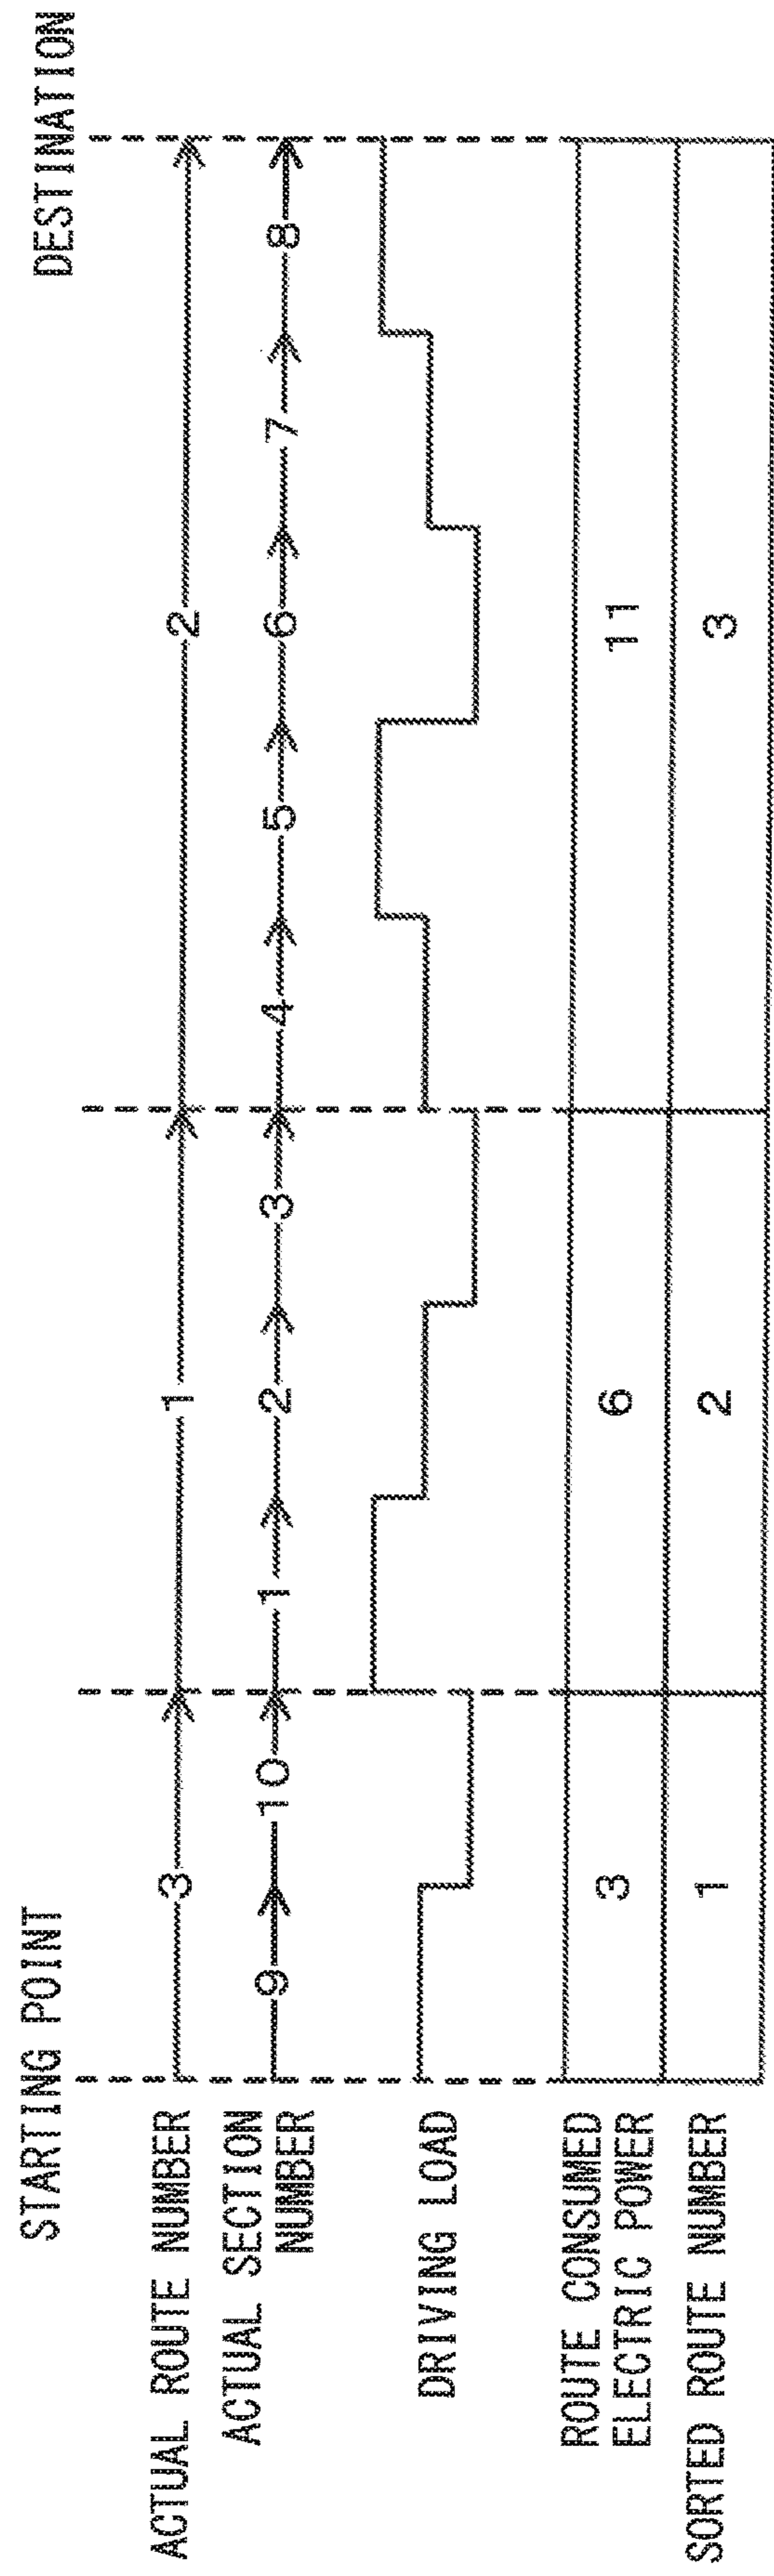 STARTING POINT
DESTINATION
ACTUAL ROUTE NUMBER
3
1
2
ACTUAL SECTION
NUMBER
9
10
1
2
3
4
5
6
7
8
DRIVING LOAD
ROUTE CONSUMED
ELECTRIC POWER
3
6
11
SORTED ROUTE NUMBER
1
2
3